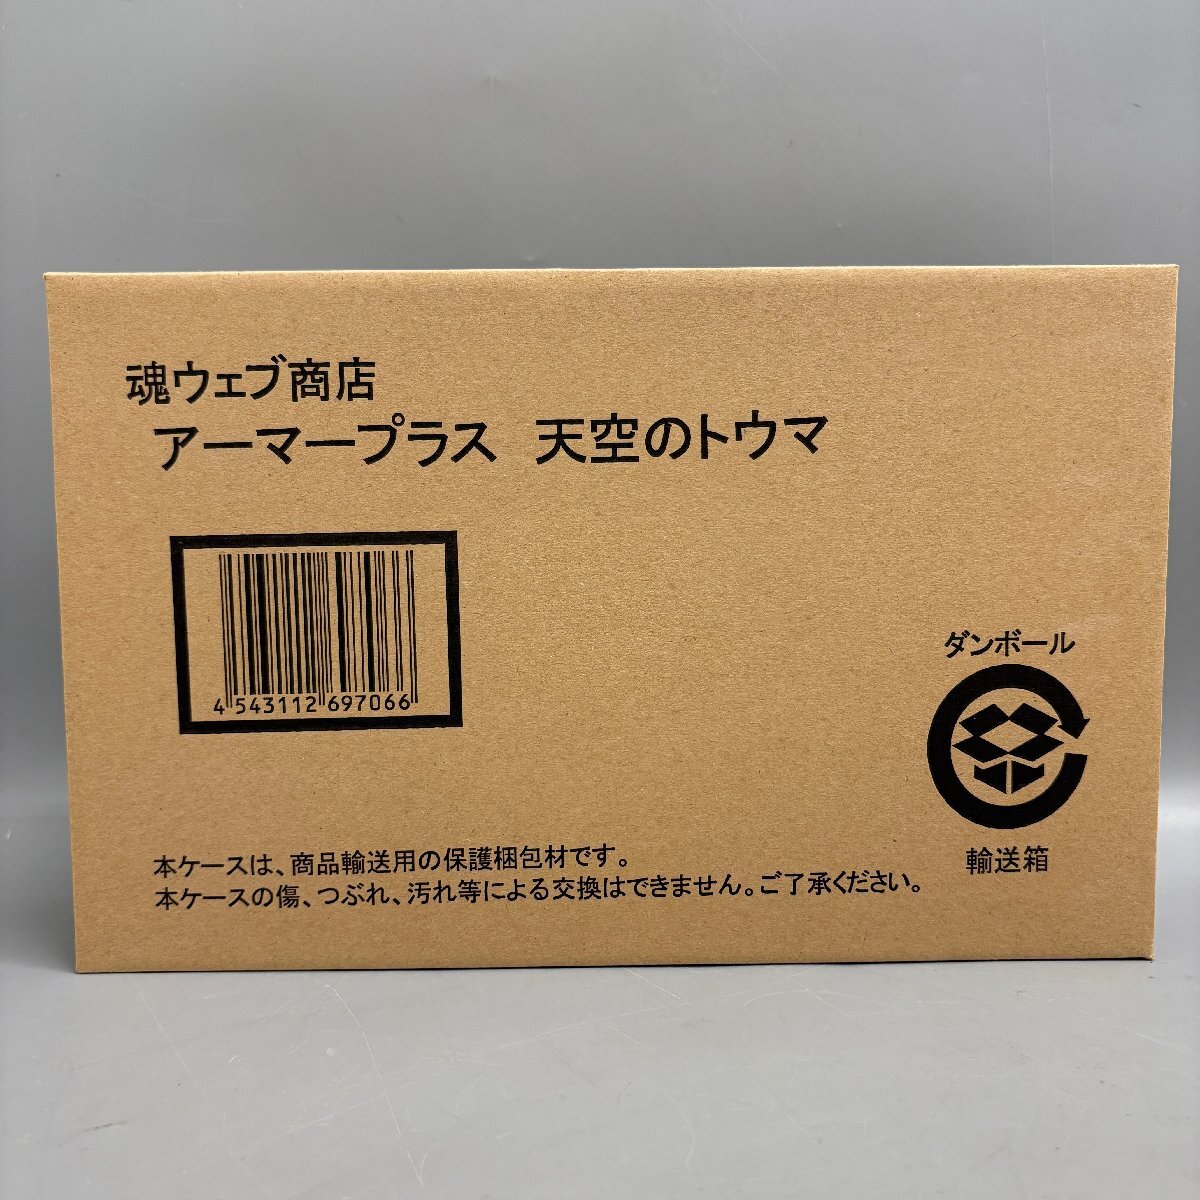 魂ウェブ商店
アーマープラス 天空のトウマ
4 543112 697066
ダンボール
輸送箱
本ケースは、商品輸送用の保護梱包材です。
本ケースの傷、つぶれ、汚れ等による交換はできません。ご了承ください。